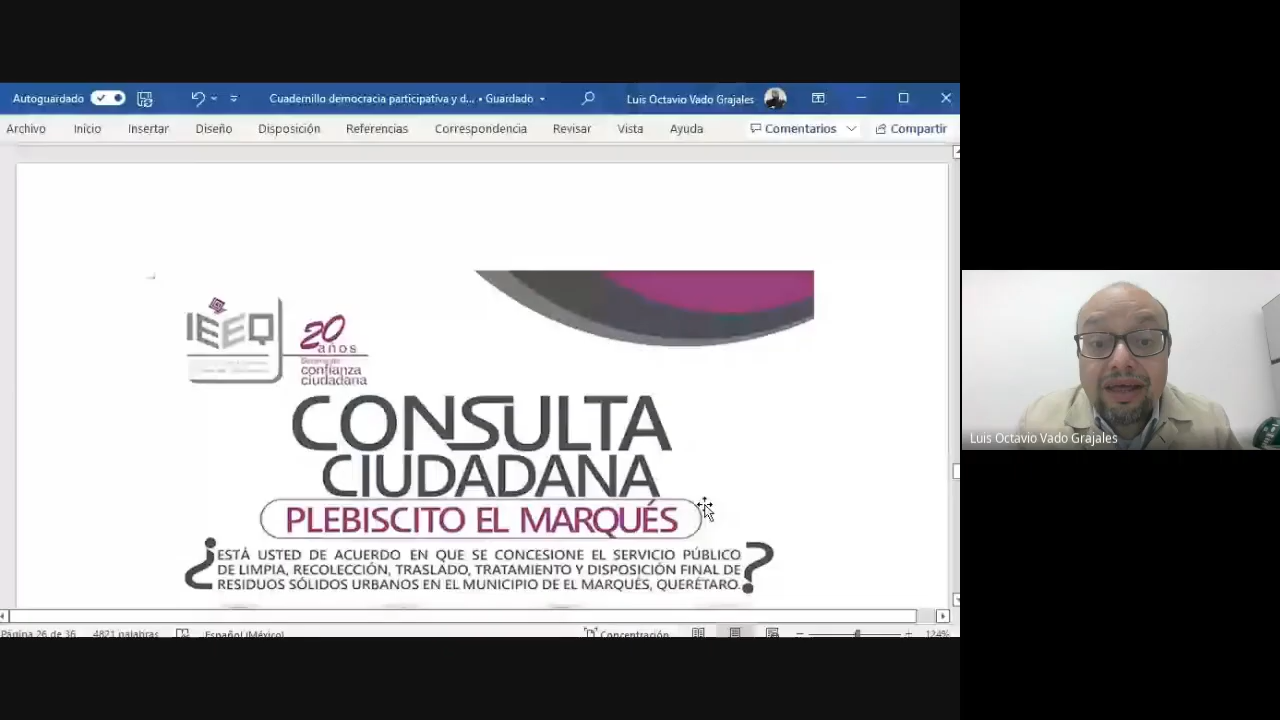 Autoguardado
Cuadernillo democracia participativa y d... • Guardado
Luis Octavio Vado Grajales
Archivo Inicio Insertar Diseño Disposición Referencias Correspondencia Revisar Vista Ayuda Comentarios Compartir
IEEQ
20
años
confianza
ciudadana
CONSULTA
CIUDADANA
PLEBISCITO EL MARQUÉS
¿ESTÁ USTED DE ACUERDO EN QUE SE CONCESIONE EL SERVICIO PÚBLICO
DE LIMPIA, RECOLECCIÓN, TRASLADO, TRATAMIENTO Y DISPOSICIÓN FINAL DE
RESIDUOS SÓLIDOS URBANOS EN EL MUNICIPIO DE EL MARQUÉS, QUERÉTARO.?
Luis Octavio Vado Grajales
Página 26 de 36 4821 palabras Español (México) Concentración 124%